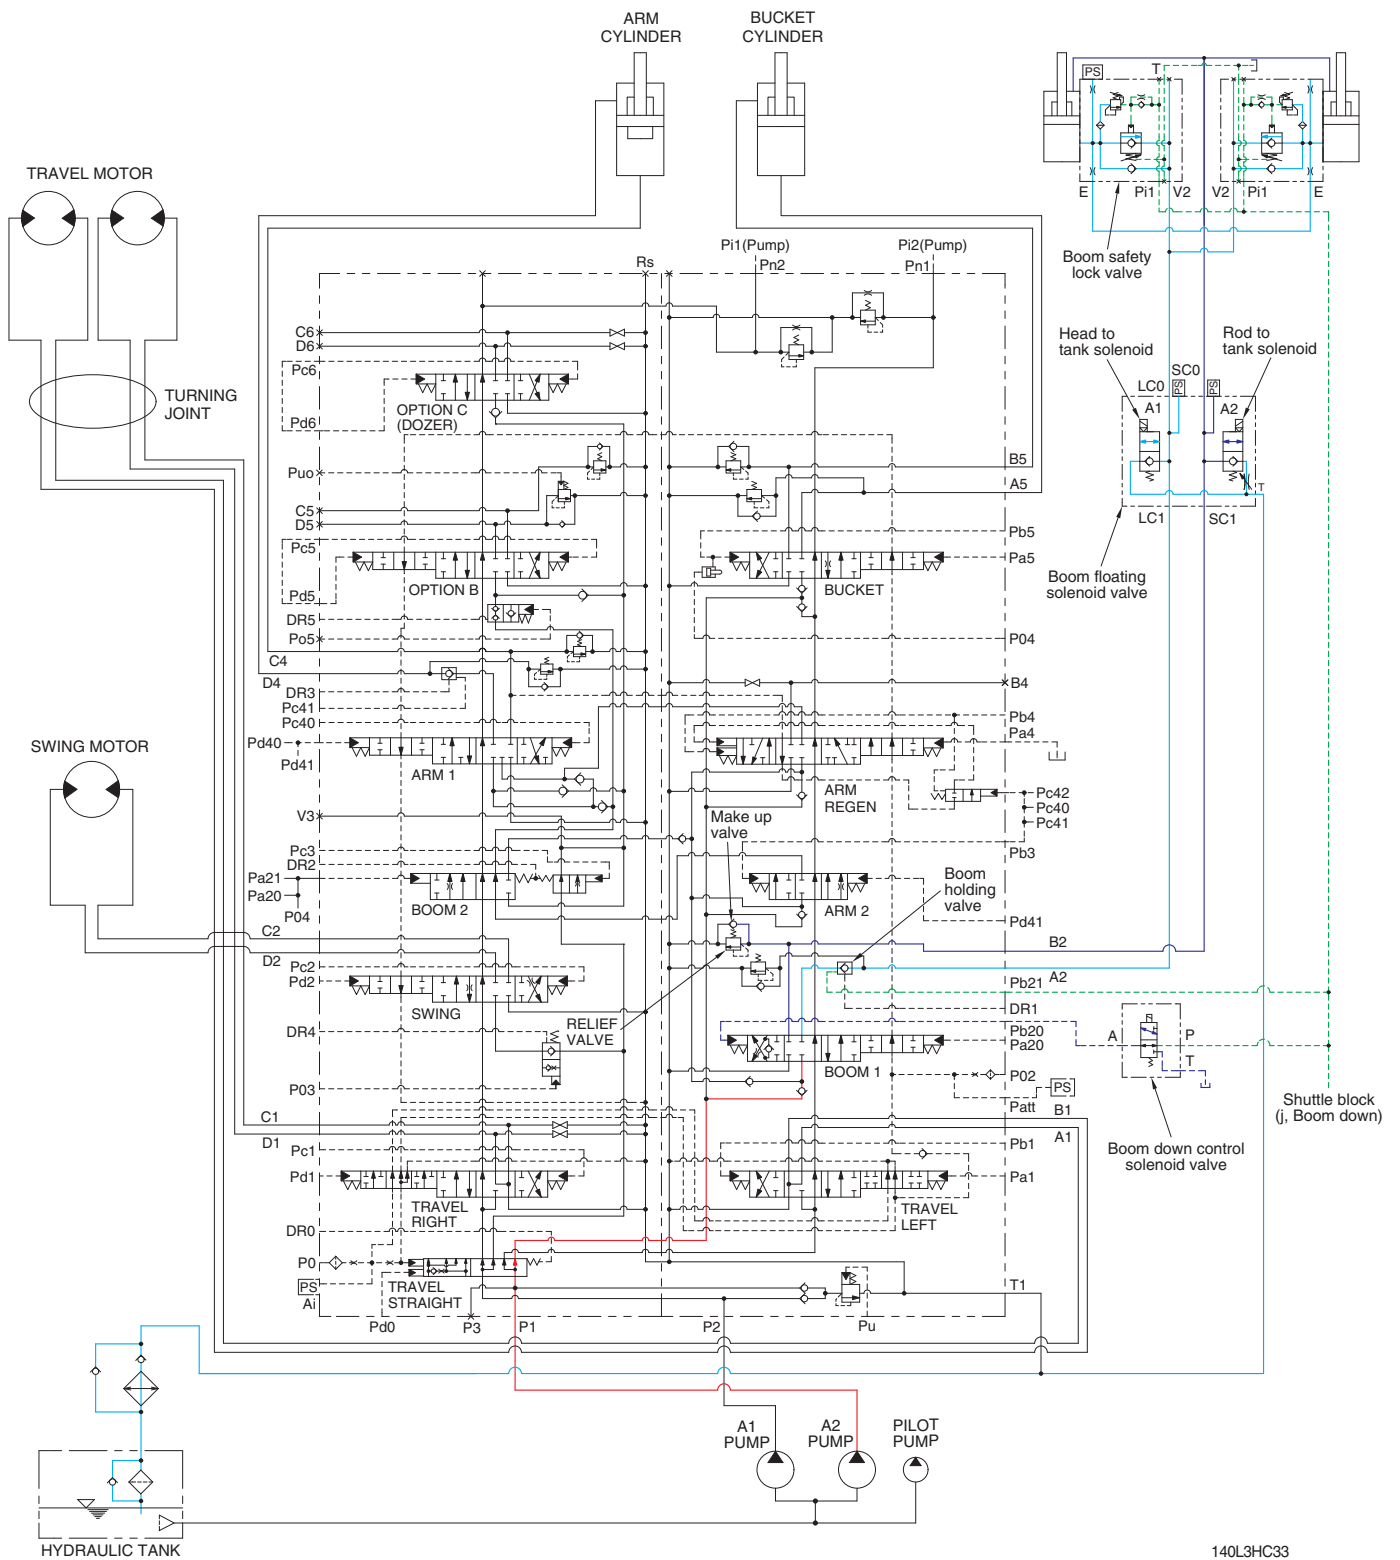 ARM
CYLINDER
BUCKET
CYLINDER
PS
T
E
Pi1
V2
V2
Pi1
E
Boom safety
lock valve
TRAVEL MOTOR
TURNING
JOINT
SWING MOTOR
Pi1(Pump)
Pi2(Pump)
Rs
Pn2
Pn1
Head to
tank solenoid
Rod to
tank solenoid
SC0
LC0
PS
PS
A1
A2
T
LC1
SC1
Boom floating
solenoid valve
C6
D6
Pc6
Pd6
OPTION C
(DOZER)
Puo
C5
D5
Pc5
Pd5
OPTION B
DR5
Po5
C4
D4
DR3
Pc41
Pc40
Pd40
Pd41
ARM 1
V3
Pc3
DR2
Pa21
Pa20
P04
BOOM 2
C2
D2
Pc2
Pd2
SWING
DR4
P03
C1
D1
Pc1
Pd1
TRAVEL
RIGHT
DR0
P0
PS
Ai
TRAVEL
STRAIGHT
Pd0
P3
P1
P2
Pu
T1
B5
A5
Pb5
Pa5
BUCKET
P04
B4
Pb4
Pa4
ARM
REGEN
Pc42
Pc40
Pc41
Make up
valve
Pb3
Boom
holding
valve
ARM 2
Pd41
B2
A2
Pb21
DR1
RELIEF
VALVE
Pb20
Pa20
BOOM 1
P02
PS
Patt
B1
A1
Pb1
Pa1
TRAVEL
LEFT
A
P
T
Boom down control
solenoid valve
Shuttle block
(j, Boom down)
A1
PUMP
A2
PUMP
PILOT
PUMP
HYDRAULIC TANK
140L3HC33